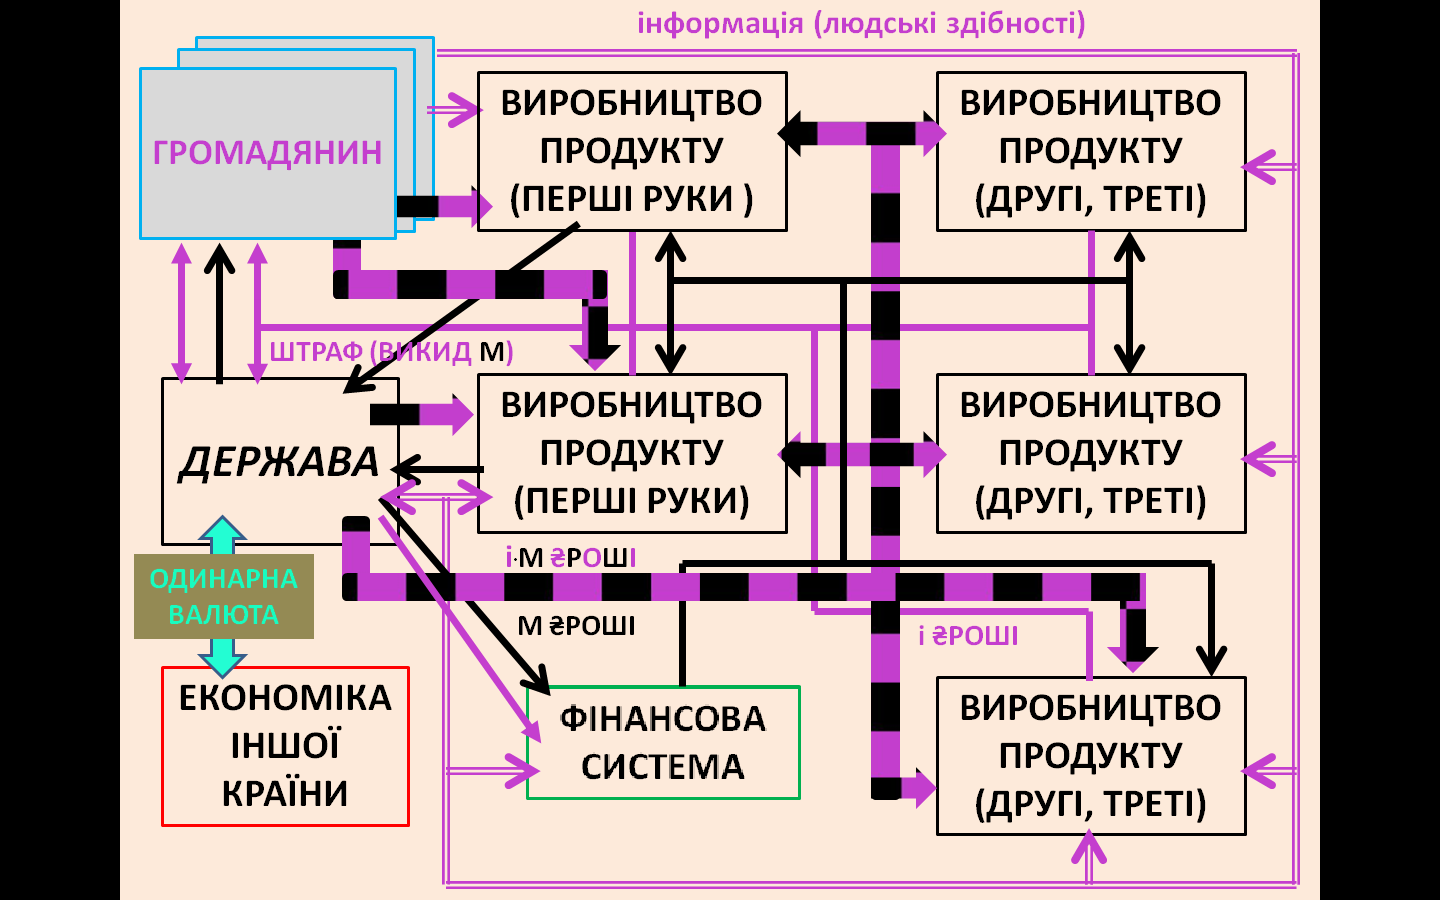 інформація (людські здібності)
ГРОМАДЯНИН
ВИРОБНИЦТВО
ПРОДУКТУ
(ПЕРШІ РУКИ )
ВИРОБНИЦТВО
ПРОДУКТУ
(ДРУГІ, ТРЕТІ)
ШТРАФ (ВИКИД М)
ДЕРЖАВА
ВИРОБНИЦТВО
ПРОДУКТУ
(ПЕРШІ РУКИ)
ВИРОБНИЦТВО
ПРОДУКТУ
(ДРУГІ, ТРЕТІ)
і·М ₴РОШІ
ОДИНАРНА
ВАЛЮТА
М ₴РОШІ
і ₴РОШІ
ЕКОНОМІКА
ІНШОЇ
КРАЇНИ
ФІНАНСОВА
СИСТЕМА
ВИРОБНИЦТВО
ПРОДУКТУ
(ДРУГІ, ТРЕТІ)